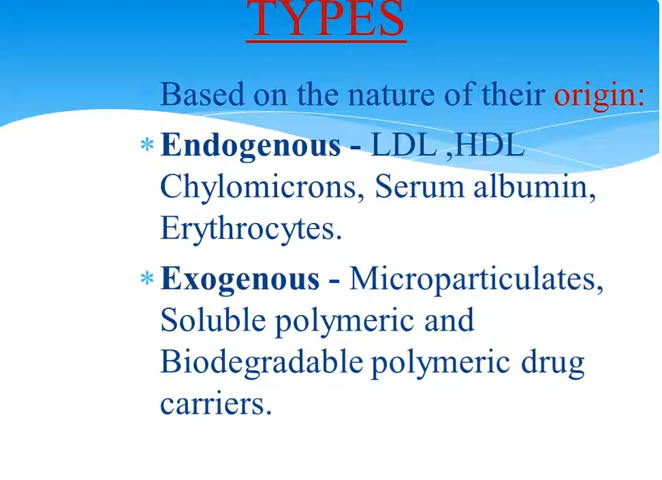 TYPES
Based on the nature of their origin:
*Endogenous - LDL ,HDL
Chylomicrons, Serum albumin,
Erythrocytes.
*Exogenous - Microparticulates,
Soluble polymeric and
Biodegradable polymeric drug
carriers.